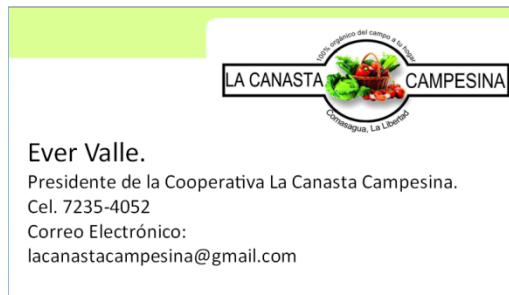 100% orgánico del campo a tu hogar
LA CANASTA CAMPESINA
Comasagua, La Libertad
Ever Valle.
Presidente de la Cooperativa La Canasta Campesina.
Cel. 7235-4052
Correo Electrónico:
lacanastacampesina@gmail.com